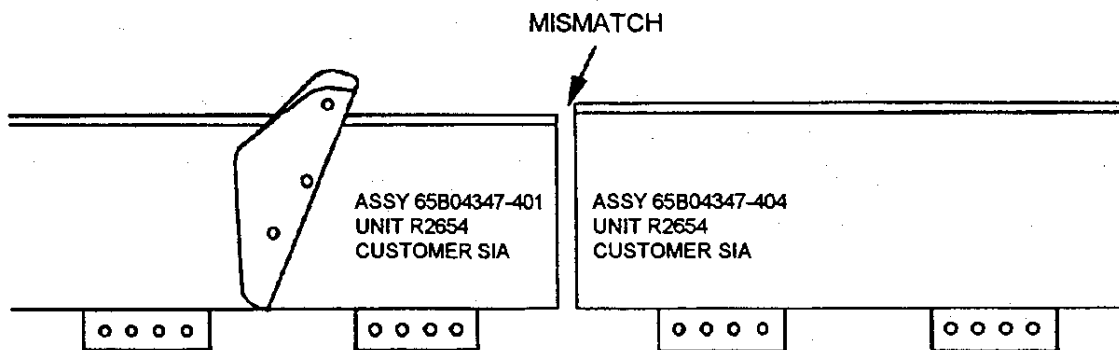 MISMATCH
ASSY 65B04347-401
UNIT R2654
CUSTOMER SIA
ASSY 65B04347-404
UNIT R2654
CUSTOMER SIA